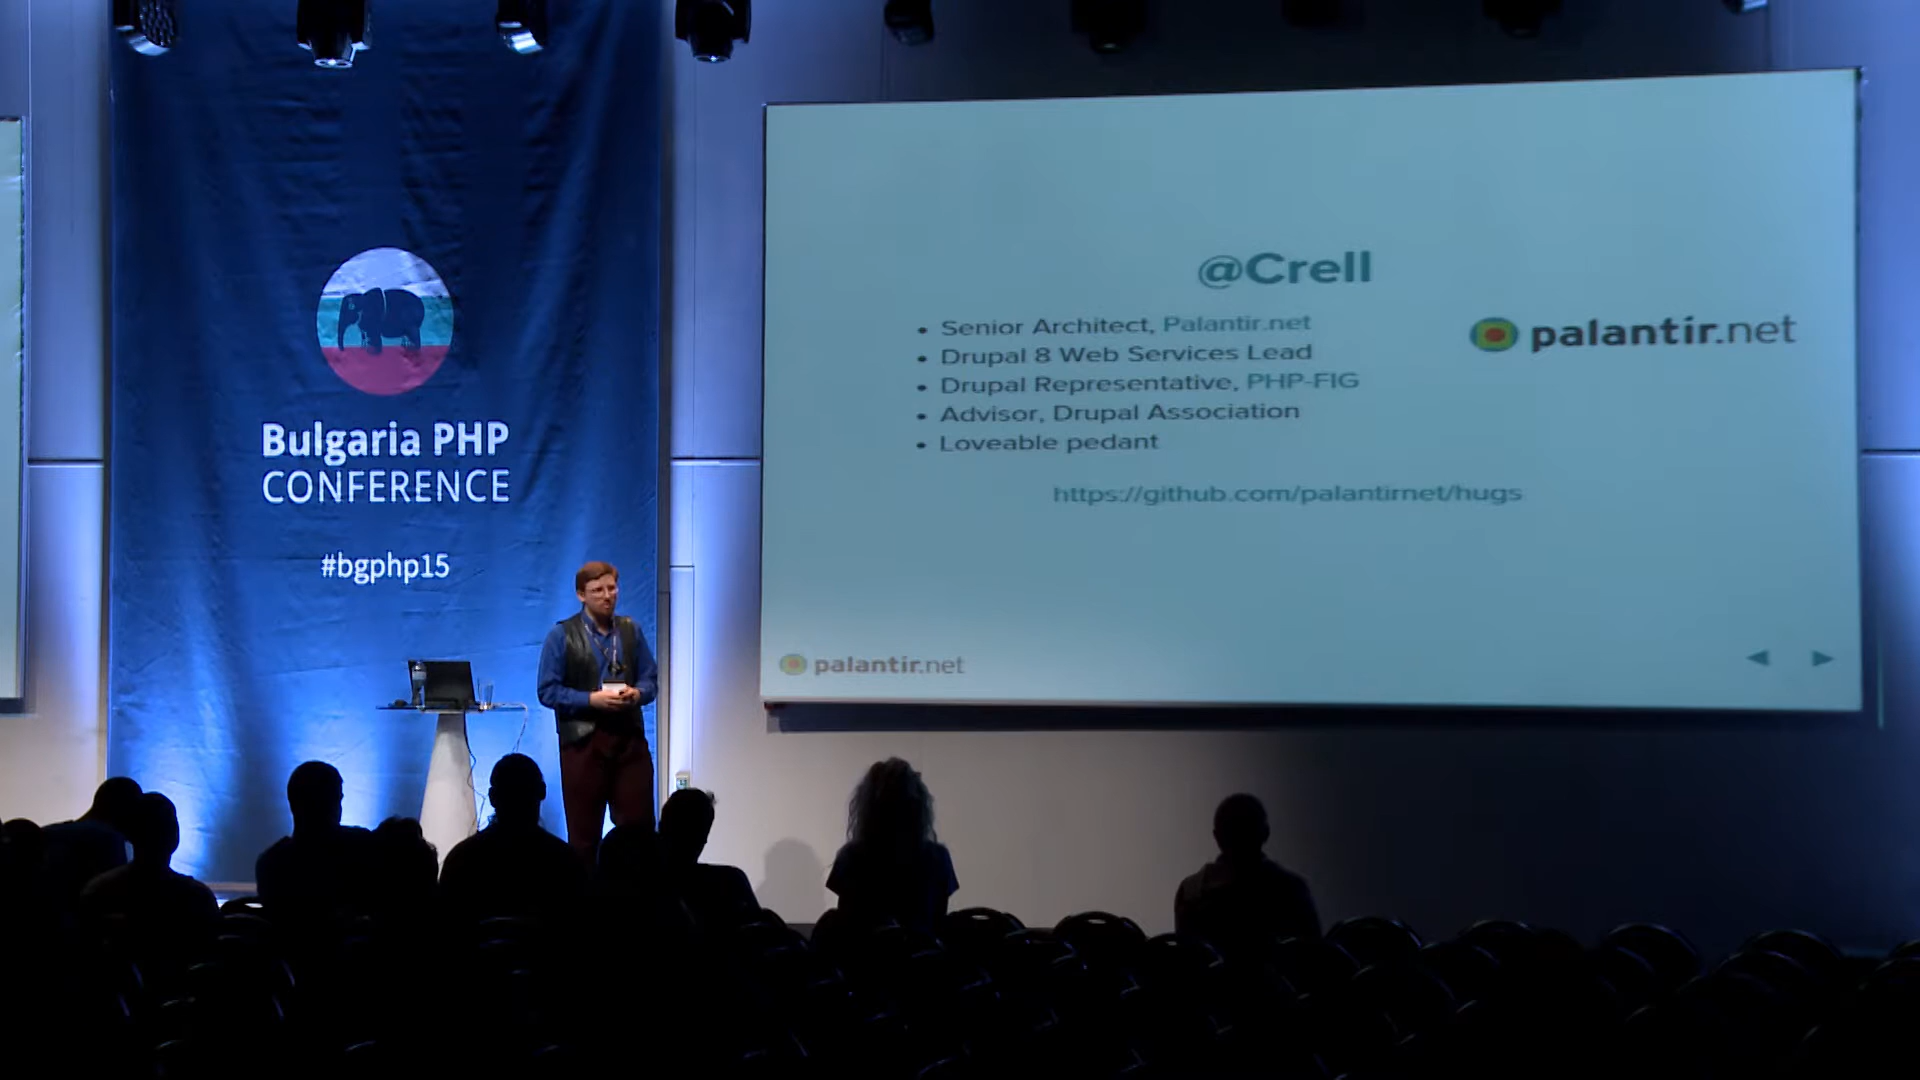 Bulgaria PHP
CONFERENCE
#bgphp15
@Crell
Senior Architect, Palantir.net
Drupal 8 Web Services Lead
Drupal Representative, PHP-FIG
Advisor, Drupal Association
Loveable pedant
https://github.com/palantirnet/hugs
palantir.net
palantir.net